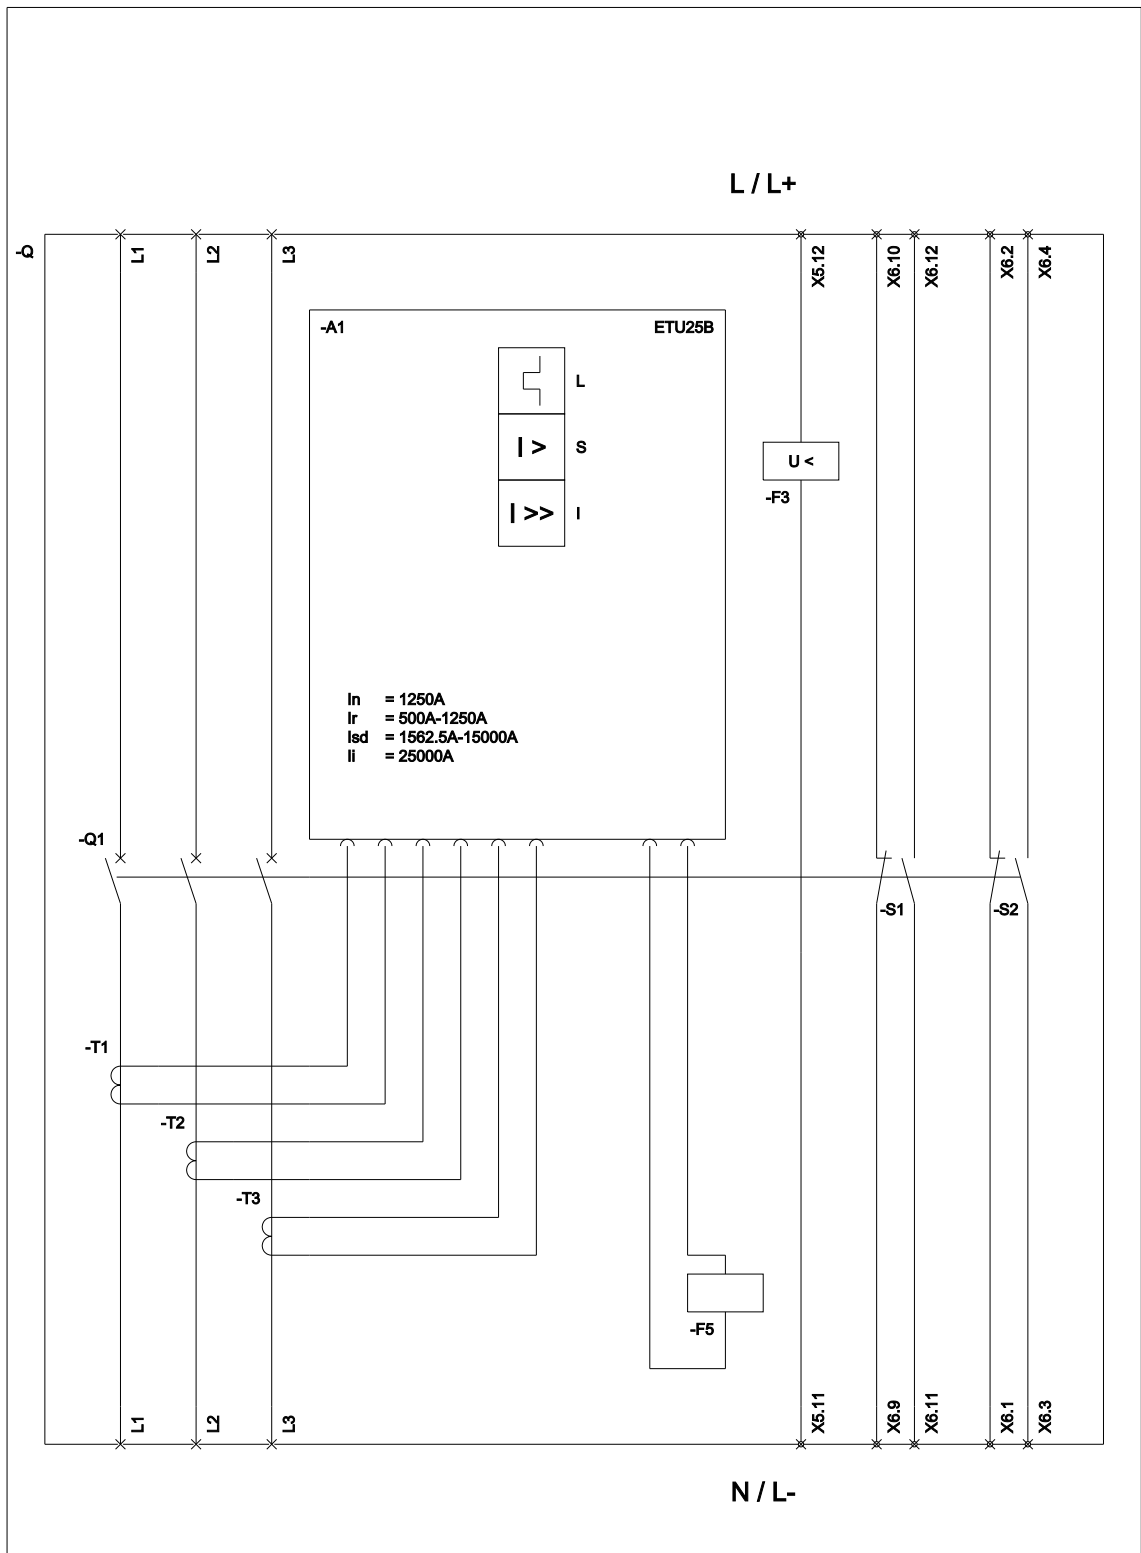 L / L+
-Q
L1
L2
L3
X5.12
X6.10
X6.12
X6.2
X6.4
-A1
ETU25B
L
I >
S
I >>
I
U <
-F3
In = 1250A
Ir = 500A-1250A
Isd = 1562.5A-15000A
Ii = 25000A
-Q1
-S1
-S2
-T1
-T2
-T3
-F5
L1
L2
L3
X5.11
X6.9
X6.11
X6.1
X6.3
N / L-